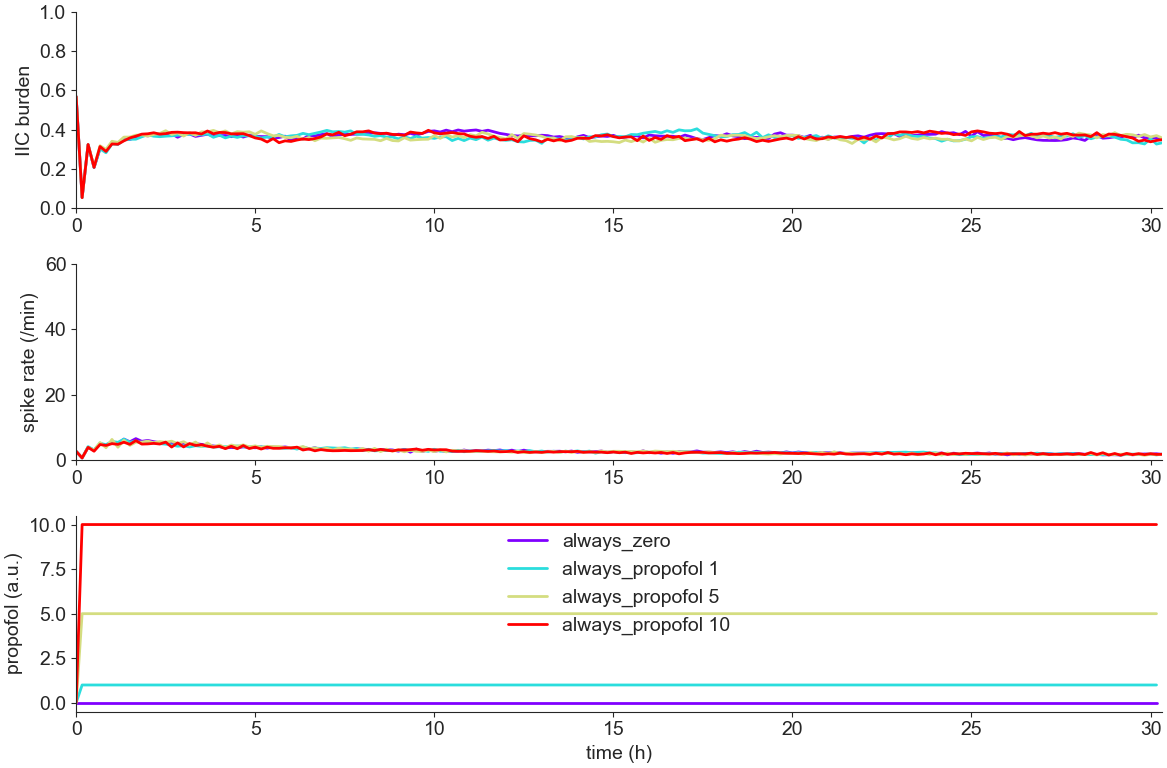 IIC burden
1.0
0.8
0.6
0.4
0.2
0.0
0 5 10 15 20 25 30
spike rate (/min)
60
40
20
0
0 5 10 15 20 25 30
propofol (a.u.)
10.0
7.5
5.0
2.5
0.0
always_zero
always_propofol 1
always_propofol 5
always_propofol 10
0 5 10 15 20 25 30
time (h)